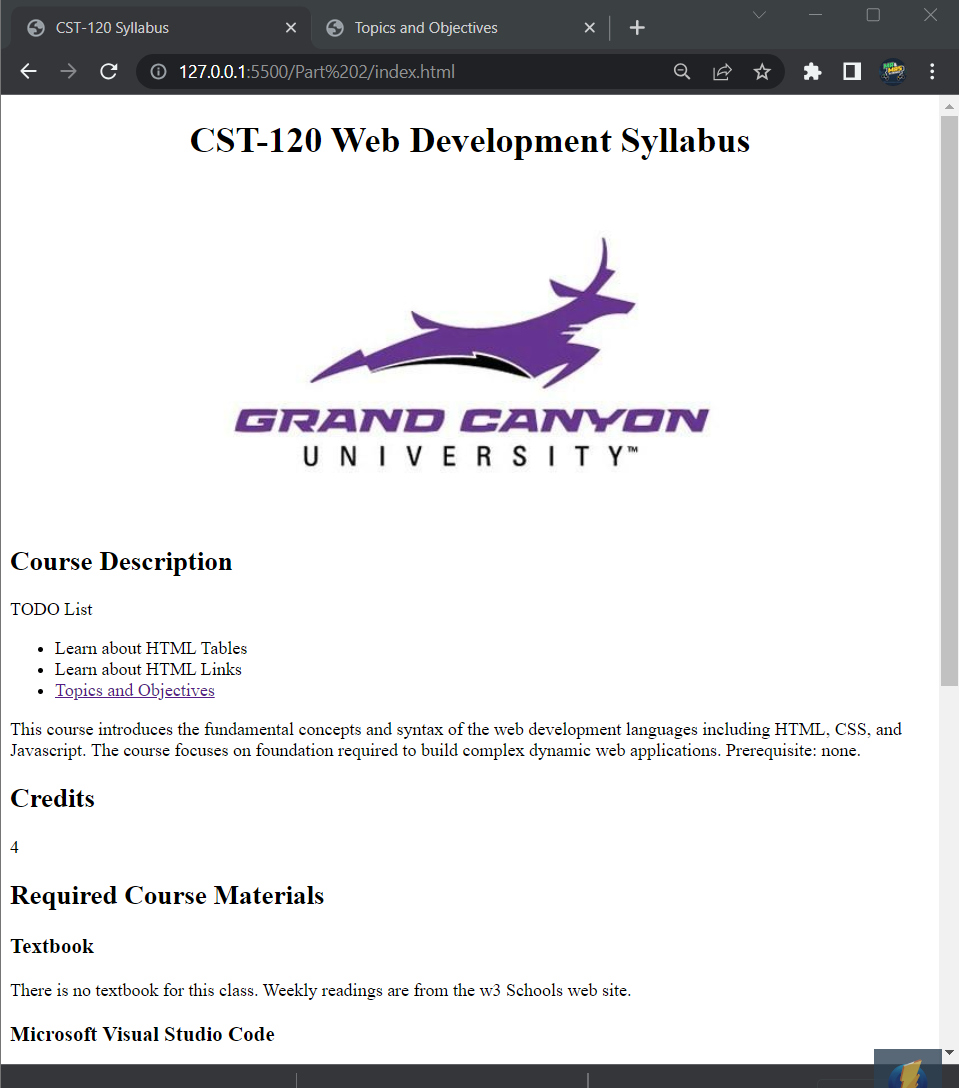 CST-120 Syllabus
Topics and Objectives
127.0.0.1:5500/Part%202/index.html
CST-120 Web Development Syllabus
GRAND CANYON
UNIVERSITY™
Course Description
TODO List
Learn about HTML Tables
Learn about HTML Links
Topics and Objectives
This course introduces the fundamental concepts and syntax of the web development languages including HTML, CSS, and
Javascript. The course focuses on foundation required to build complex dynamic web applications. Prerequisite: none.
Credits
4
Required Course Materials
Textbook
There is no textbook for this class. Weekly readings are from the w3 Schools web site.
Microsoft Visual Studio Code